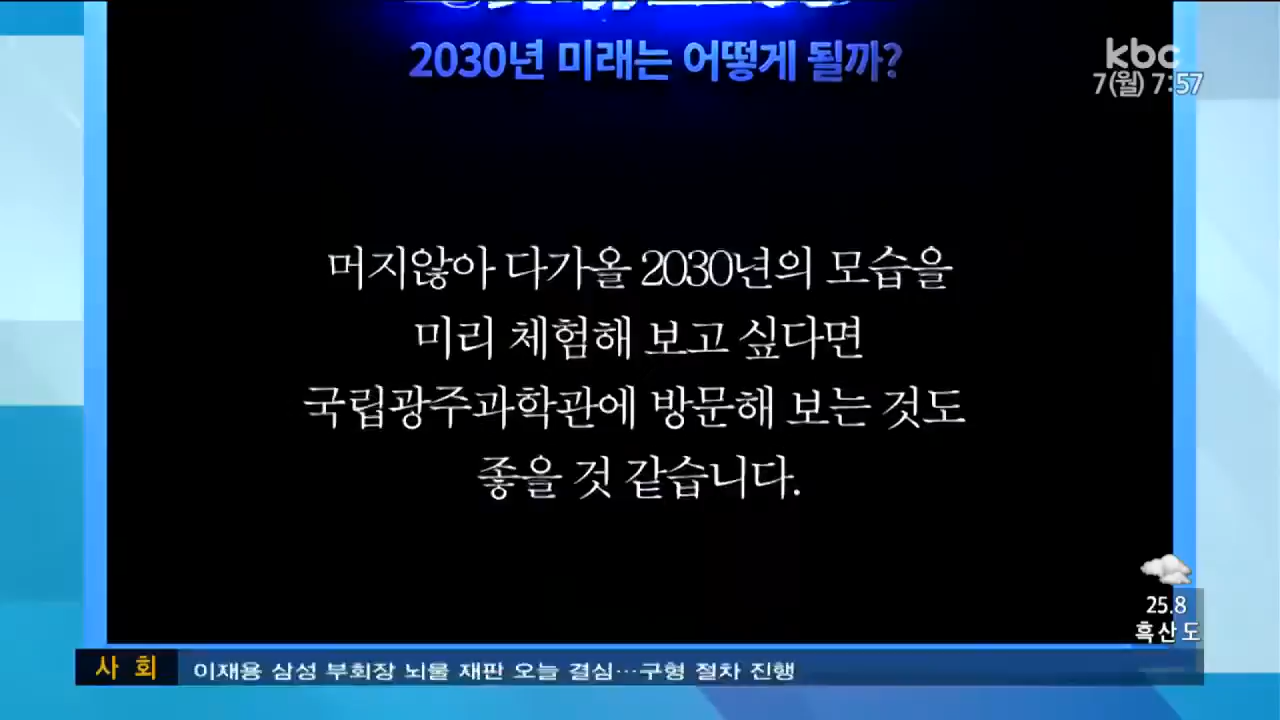 2030년 미래는 어떻게 될까?
kbc
7(월) 7:57
머지않아 다가올 2030년의 모습을
미리 체험해 보고 싶다면
국립광주과학관에 방문해 보는 것도
좋을 것 같습니다.
25.8
흑산도
사회 이재용 삼성 부회장 뇌물 재판 오늘 결심…구형 절차 진행